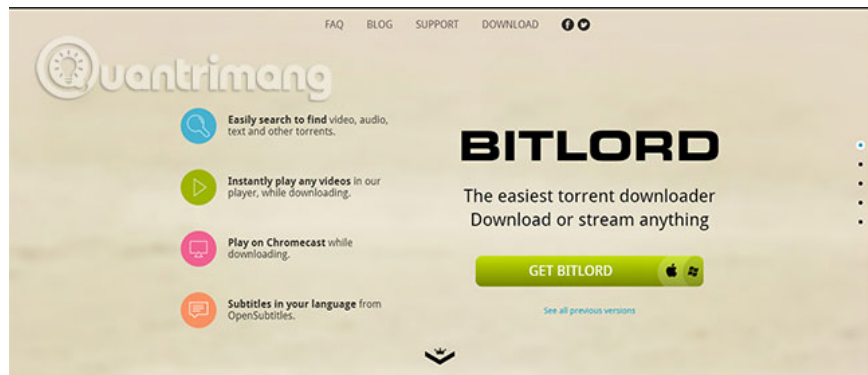 FAQ BLOG SUPPORT DOWNLOAD
Quantrimang
Easily search to find video, audio,
text and other torrents.
Instantly play any videos in our
player, while downloading.
Play on Chromecast while
downloading.
Subtitles in your language from
OpenSubtitles.
BITLORD
The easiest torrent downloader
Download or stream anything
GET BITLORD
See all previous versions